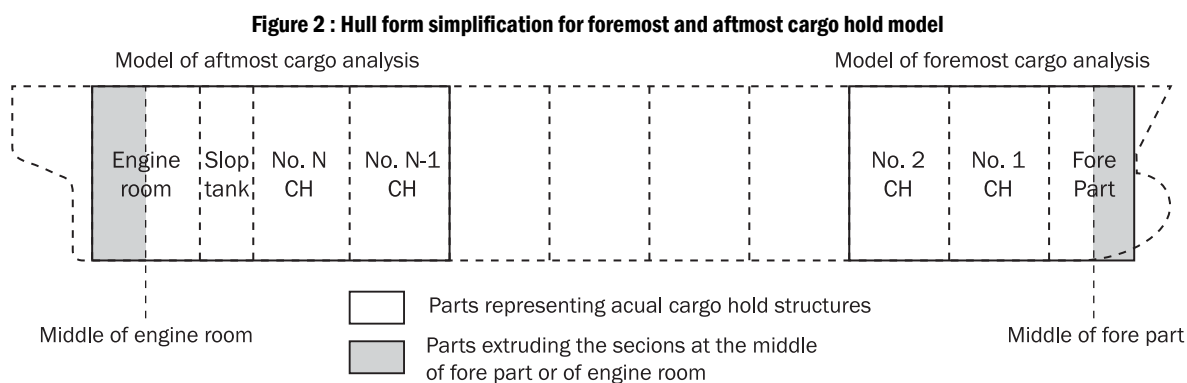 Figure 2 : Hull form simplification for foremost and aftmost cargo hold model
Model of aftmost cargo analysis
Model of foremost cargo analysis
Engine
room
Slop
tank
No. N
CH
No. N-1
CH
No. 2
CH
No. 1
CH
Fore
Part
Middle of engine room
Parts representing acual cargo hold structures
Parts extruding the secions at the middle
of fore part or of engine room
Middle of fore part